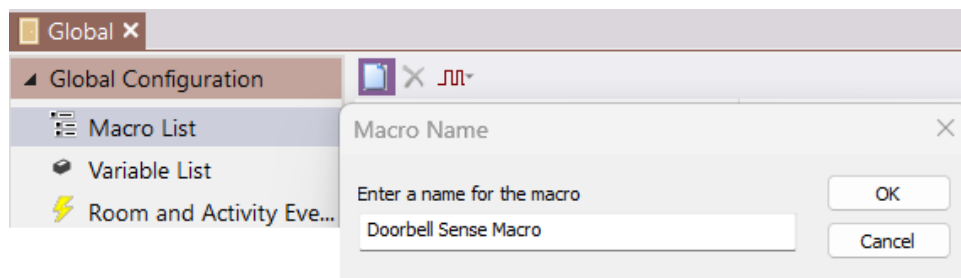 Global
Global Configuration
Macro List
Variable List
Room and Activity Eve...
Macro Name
Enter a name for the macro
Doorbell Sense Macro
OK
Cancel